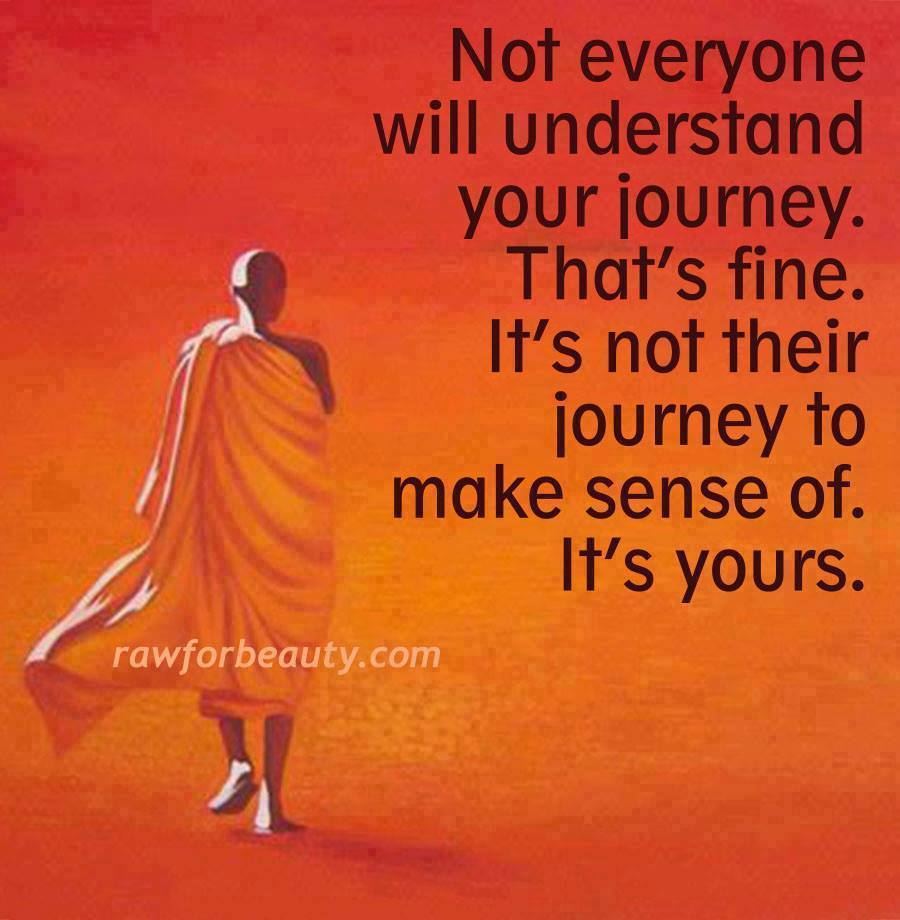 Not everyone
will understand
your journey.
That’s fine.
It’s not their
journey to
make sense of.
It’s yours.
rawforbeauty.com